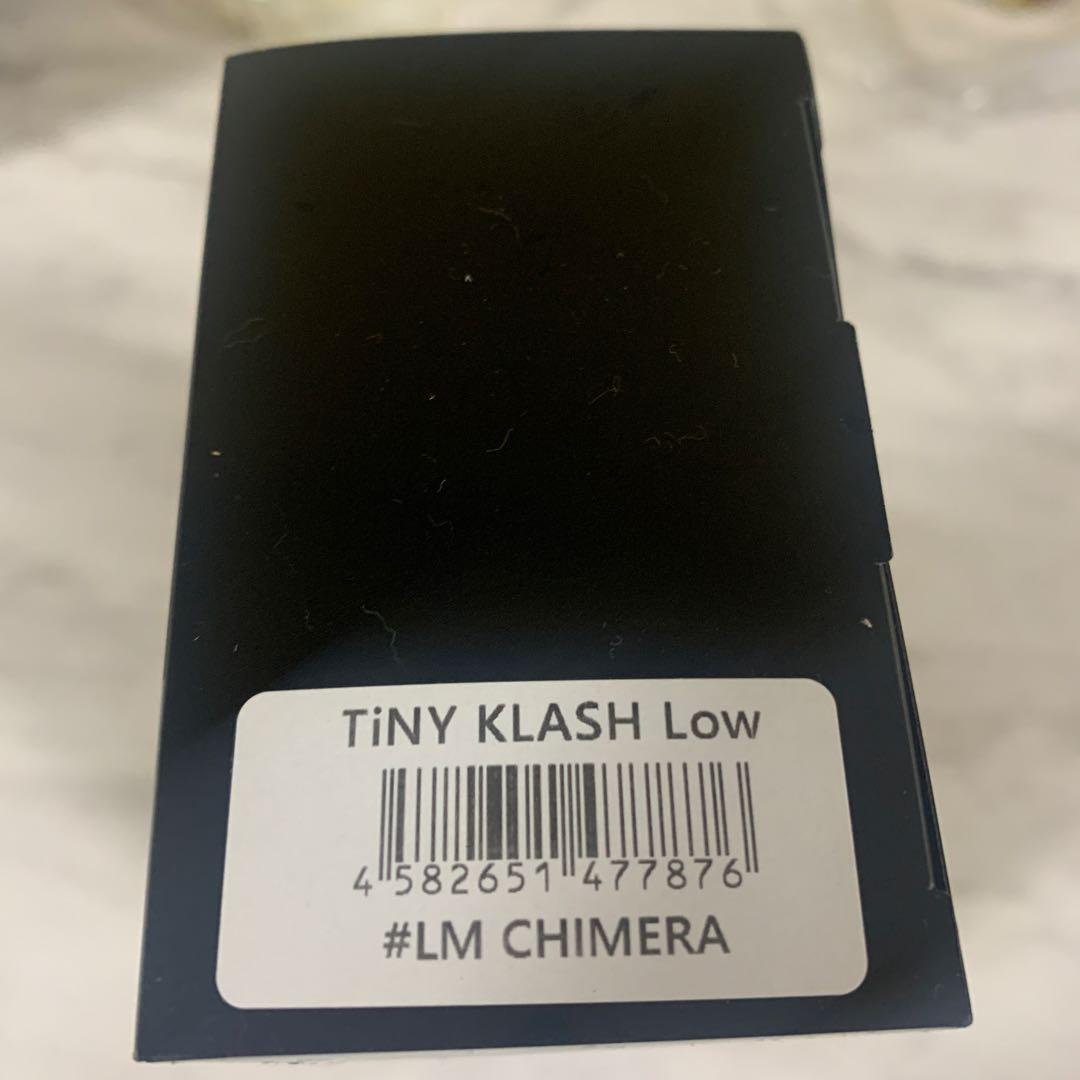 TiNY KLASH Low
4 582651 477876
#LM CHIMERA